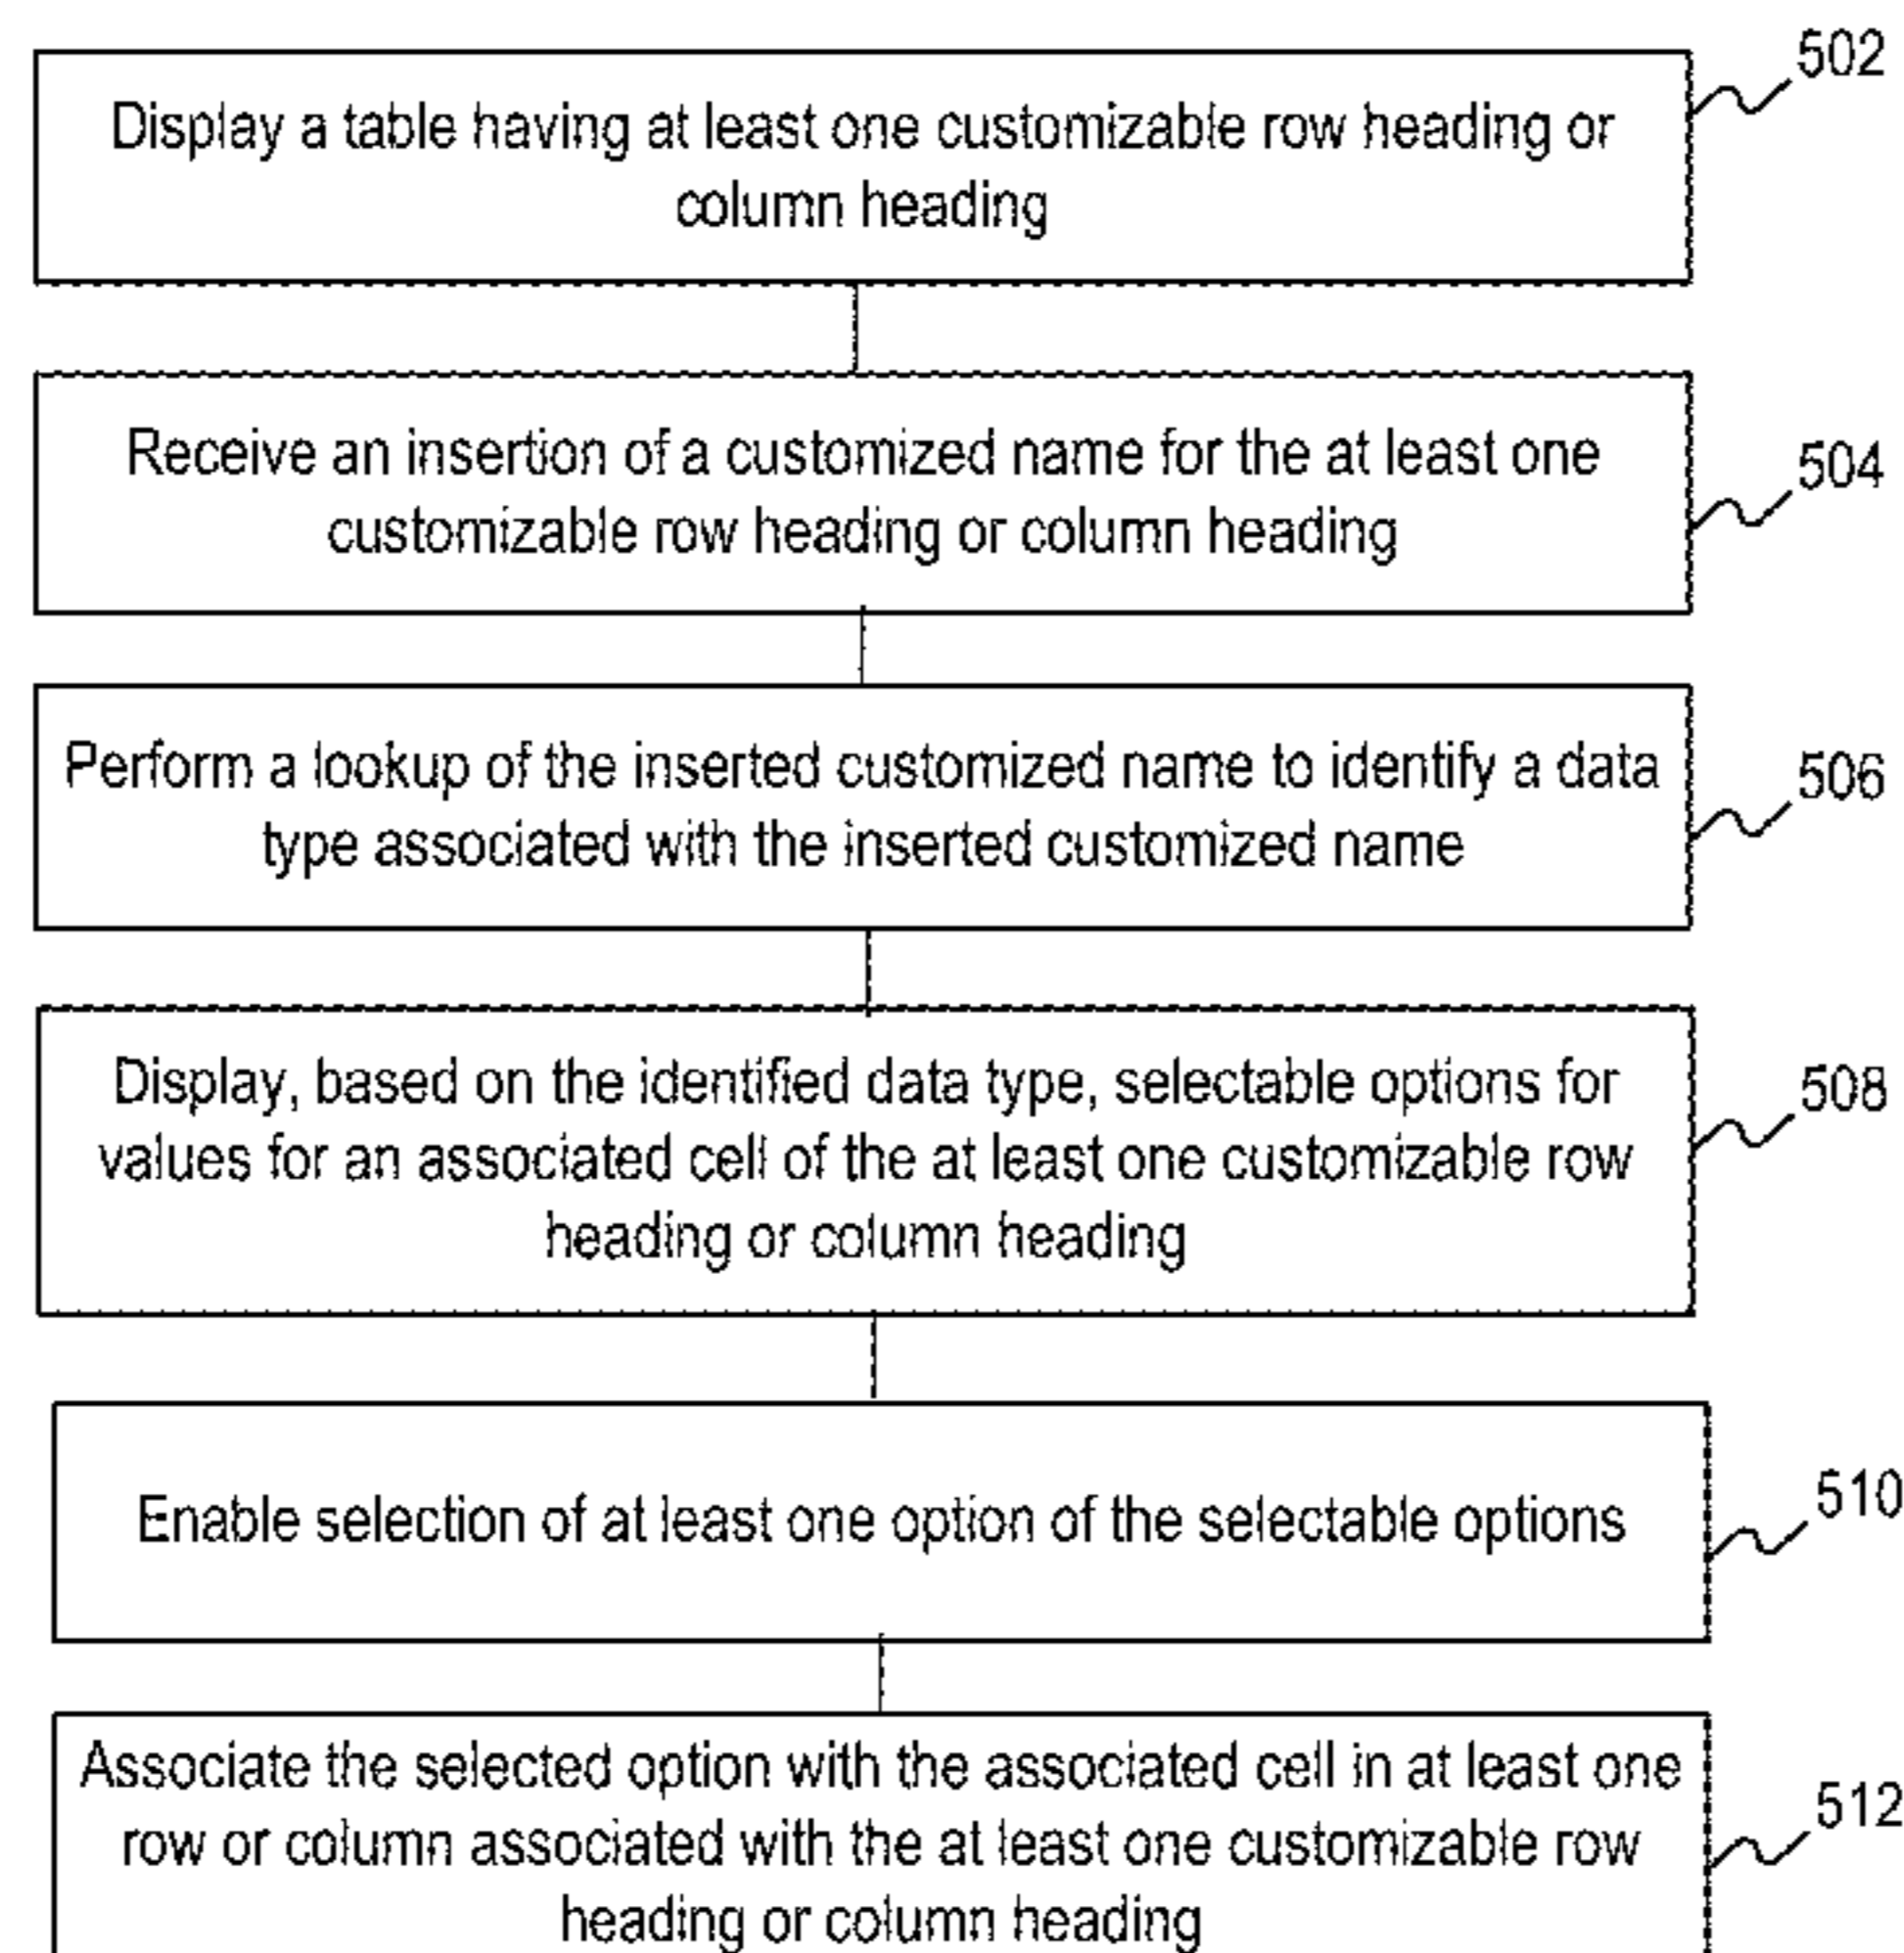 502
Display a table having at least one customizable row heading or
column heading
Receive an insertion of a customized name for the at least one
customizable row heading or column heading
504
Perform a lookup of the inserted customized name to identify a data
type associated with the inserted customized name
506
Display, based on the identified data type, selectable options for
values for an associated cell of the at least one customizable row
heading or column heading
508
Enable selection of at least one option of the selectable options
510
Associate the selected option with the associated cell in at least one
row or column associated with the at least one customizable row
heading or column heading
512